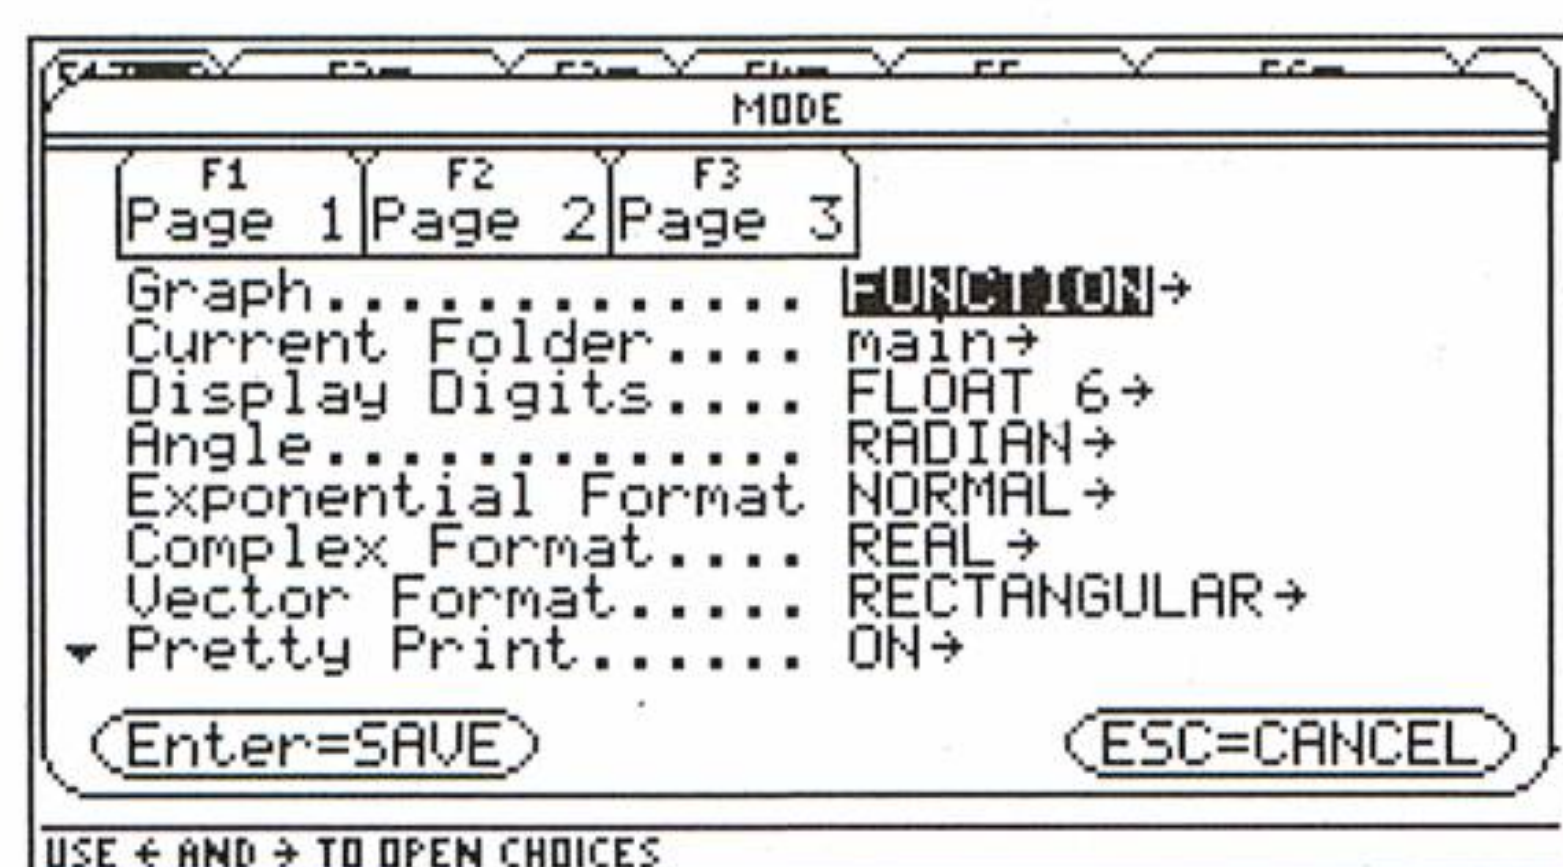 MODE
F1 F2 F3
Page 1 Page 2 Page 3
Graph............. FUNCTION→
Current Folder.... main→
Display Digits.... FLOAT 6→
Angle............. RADIAN→
Exponential Format NORMAL→
Complex Format.... REAL→
Vector Format..... RECTANGULAR→
Pretty Print...... ON→
Enter=SAVE ESC=CANCEL
USE ← AND → TO OPEN CHOICES